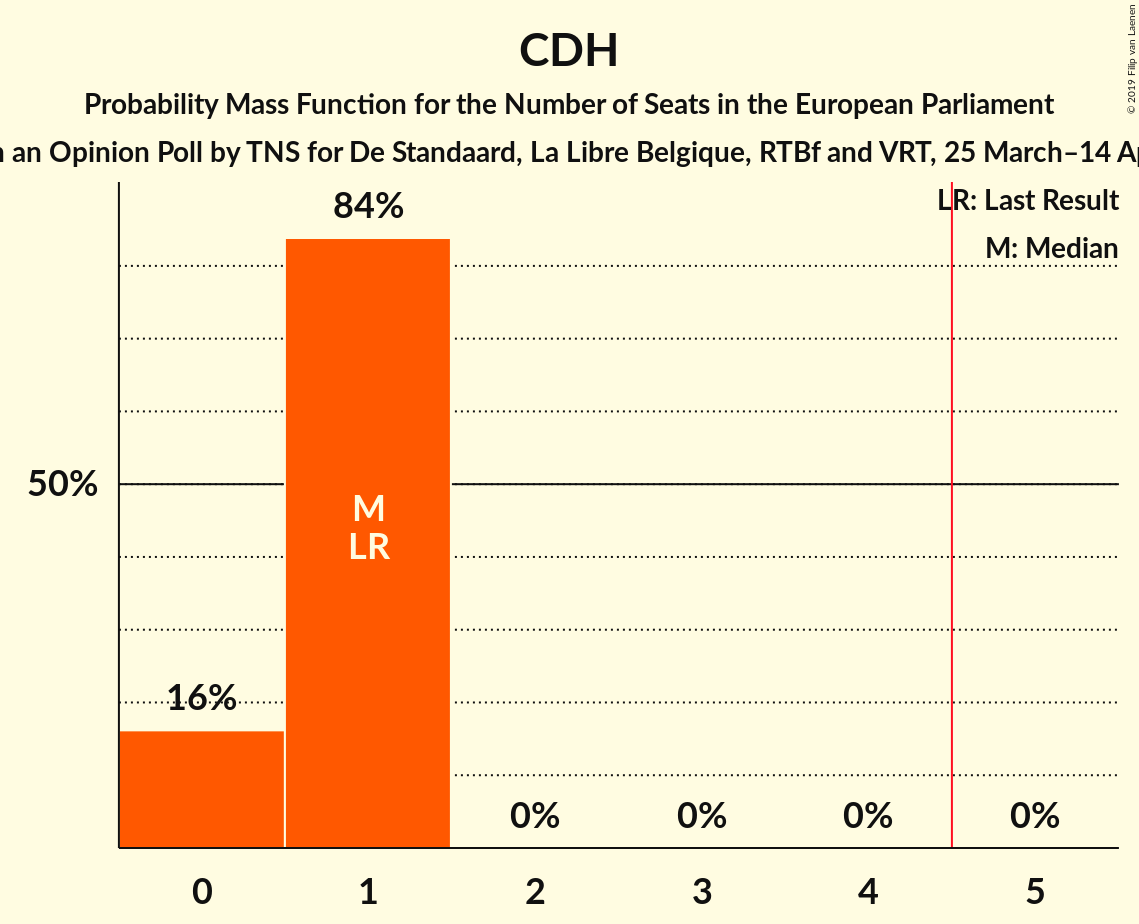 CDH
Probability Mass Function for the Number of Seats in the European Parliament
an Opinion Poll by TNS for De Standaard, La Libre Belgique, RTBf and VRT, 25 March–14
© 2019 Filip van Laenen
LR: Last Result
M: Median
84%
50%
M
LR
16%
0% 0% 0% 0%
0 1 2 3 4 5